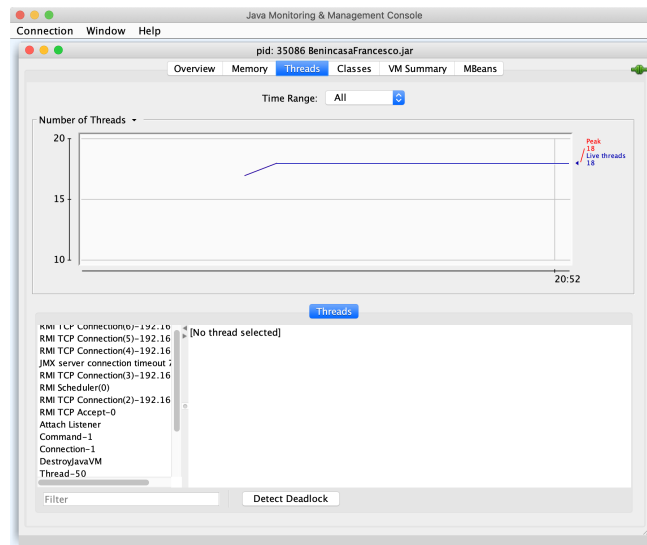 Java Monitoring & Management Console
Connection Window Help
pid: 35086 BenincasaFrancesco.jar
Overview Memory Threads Classes VM Summary MBeans
Time Range: All
Number of Threads
20
Peak
18
Live threads
18
15
10
20:52
Threads
RMI TCP Connection(6)-192.16
[No thread selected]
RMI TCP Connection(5)-192.16
RMI TCP Connection(4)-192.16
JMX server connection timeout
RMI TCP Connection(3)-192.16
RMI Scheduler(0)
RMI TCP Connection(2)-192.16
RMI TCP Accept-0
Attach Listener
Command-1
Connection-1
DestroyJavaVM
Thread-50
Filter
Detect Deadlock